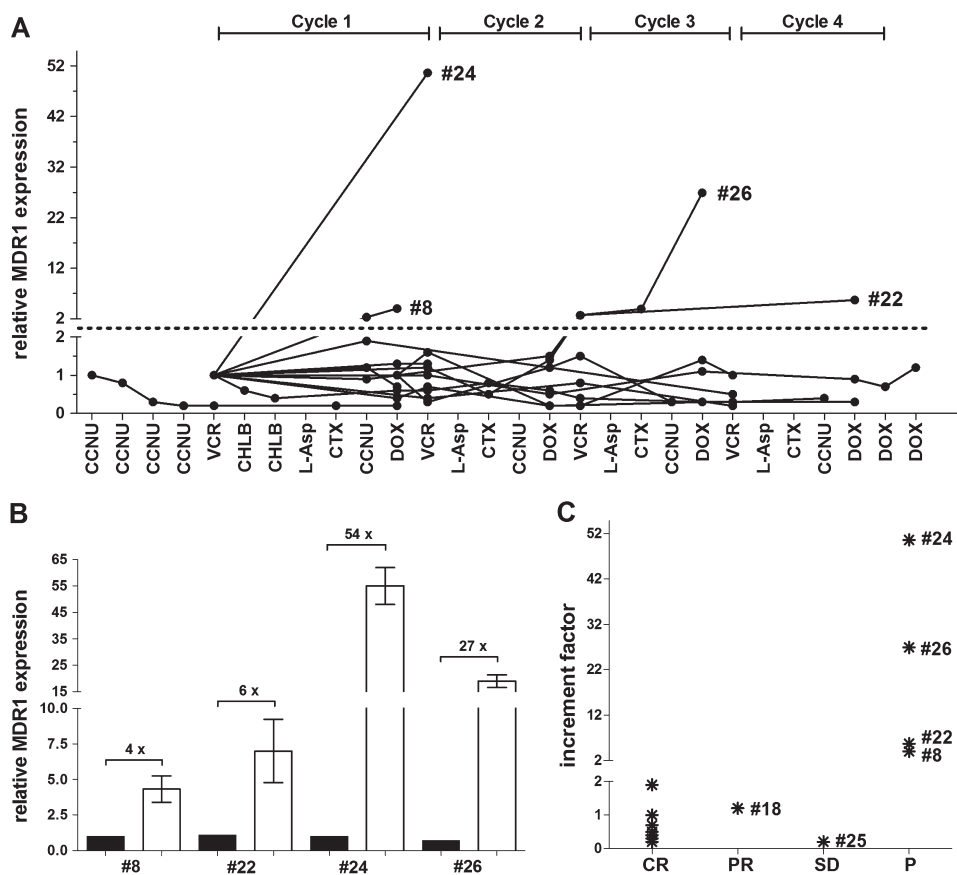 A
Cycle 1 Cycle 2 Cycle 3 Cycle 4
relative MDR1 expression
52
42
32
22
12
2
2
1
0
#24
#26
#8
#22
CCNU CCNU CCNU CCNU VCR CHLB CHLB L-Asp CTX CCNU DOX VCR L-Asp CTX CCNU DOX VCR L-Asp CTX CCNU DOX VCR L-Asp CTX CCNU DOX DOX DOX
B
relative MDR1 expression
65
55
45
35
25
15
10.0
7.5
5.0
2.5
0.0
4 x
6 x
54 x
27 x
#8 #22 #24 #26
C
increment factor
52
42
32
22
12
2
2
1
0
#24
#26
#22
#8
#18
#25
CR PR SD P